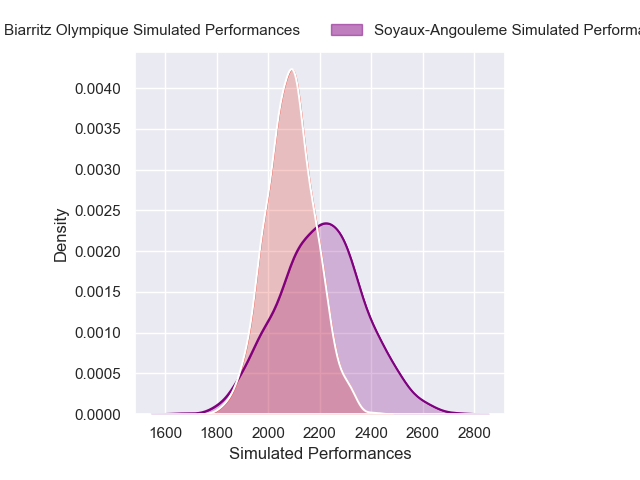 Biarritz Olympique Simulated Performances
Soyaux-Angouleme Simulated Performa
0.0040
0.0035
0.0030
0.0025
0.0020
0.0015
0.0010
0.0005
0.0000
Density
1600 1800 2000 2200 2400 2600 2800
Simulated Performances